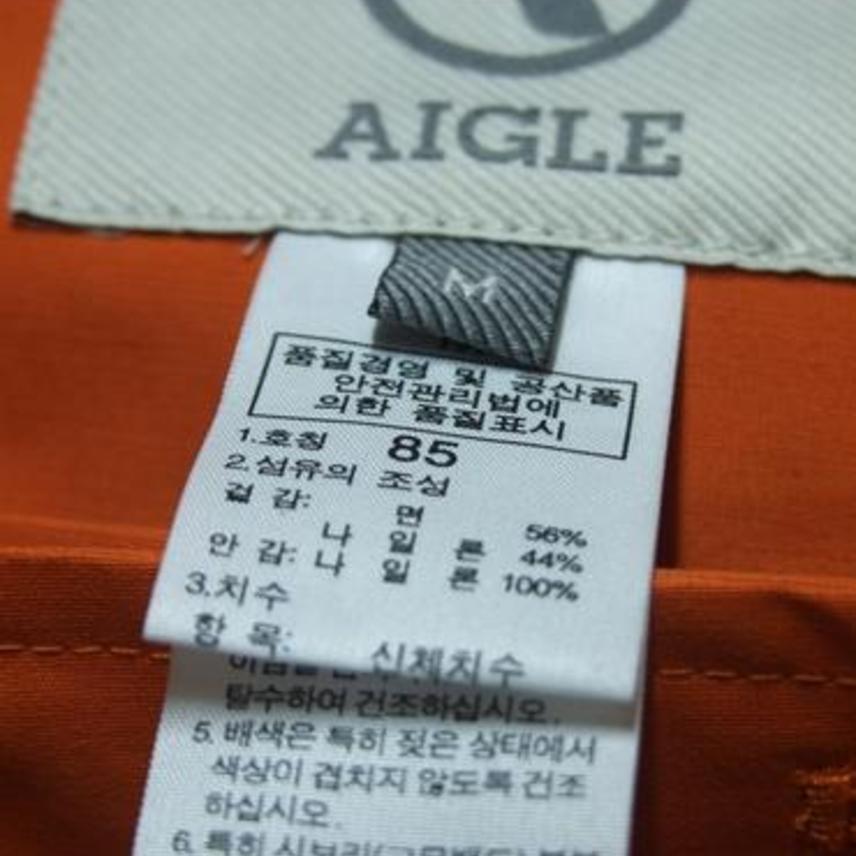 AIGLE
M
품질경영 및 공산품
안전관리법에
의한 품질표시
1.호칭 85
2.섬유의 조성
겉 감: 면 56%
나 일 론 44%
안 감: 나 일 론 100%
3.치수
항 목: 신체치수
탈수하여 건조하십시오.
5. 배색은 특히 젖은 상태에서
색상이 겹치지 않도록 건조
하십시오.
6. 특히